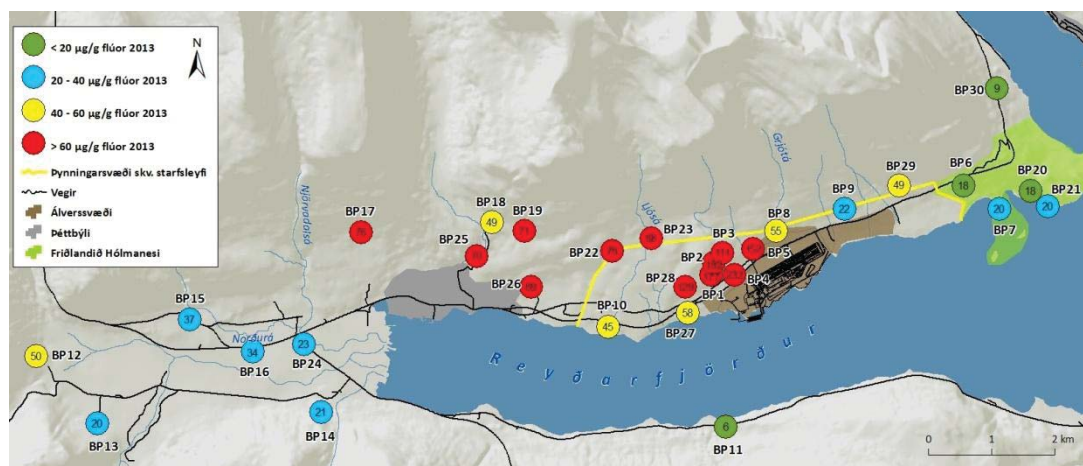 < 20 µg/g flúor 2013
20 - 40 µg/g flúor 2013
40 - 60 µg/g flúor 2013
> 60 µg/g flúor 2013
Þynningarsvæði skv. starfsleyfi
Vegir
Álverssvæði
Þéttbýli
Friðlandið Hólmanesi
N
9
BP30
Grjótá
BP29
49
BP6
18
BP20
18
BP21
20
BP9
22
20
BP7
Njörvadalsá
BP18
49
BP19
71
BP17
Ljósá
BP23
BP3
BP8
55
BP25
BP22
BP2
BP5
BP26
BP28
BP1
BP4
BP15
37
BP10
45
58
BP27
Norðurá
50
BP12
34
BP16
23
BP24
Reyðarfjörður
20
BP13
21
BP14
6
BP11
0 1 2 km